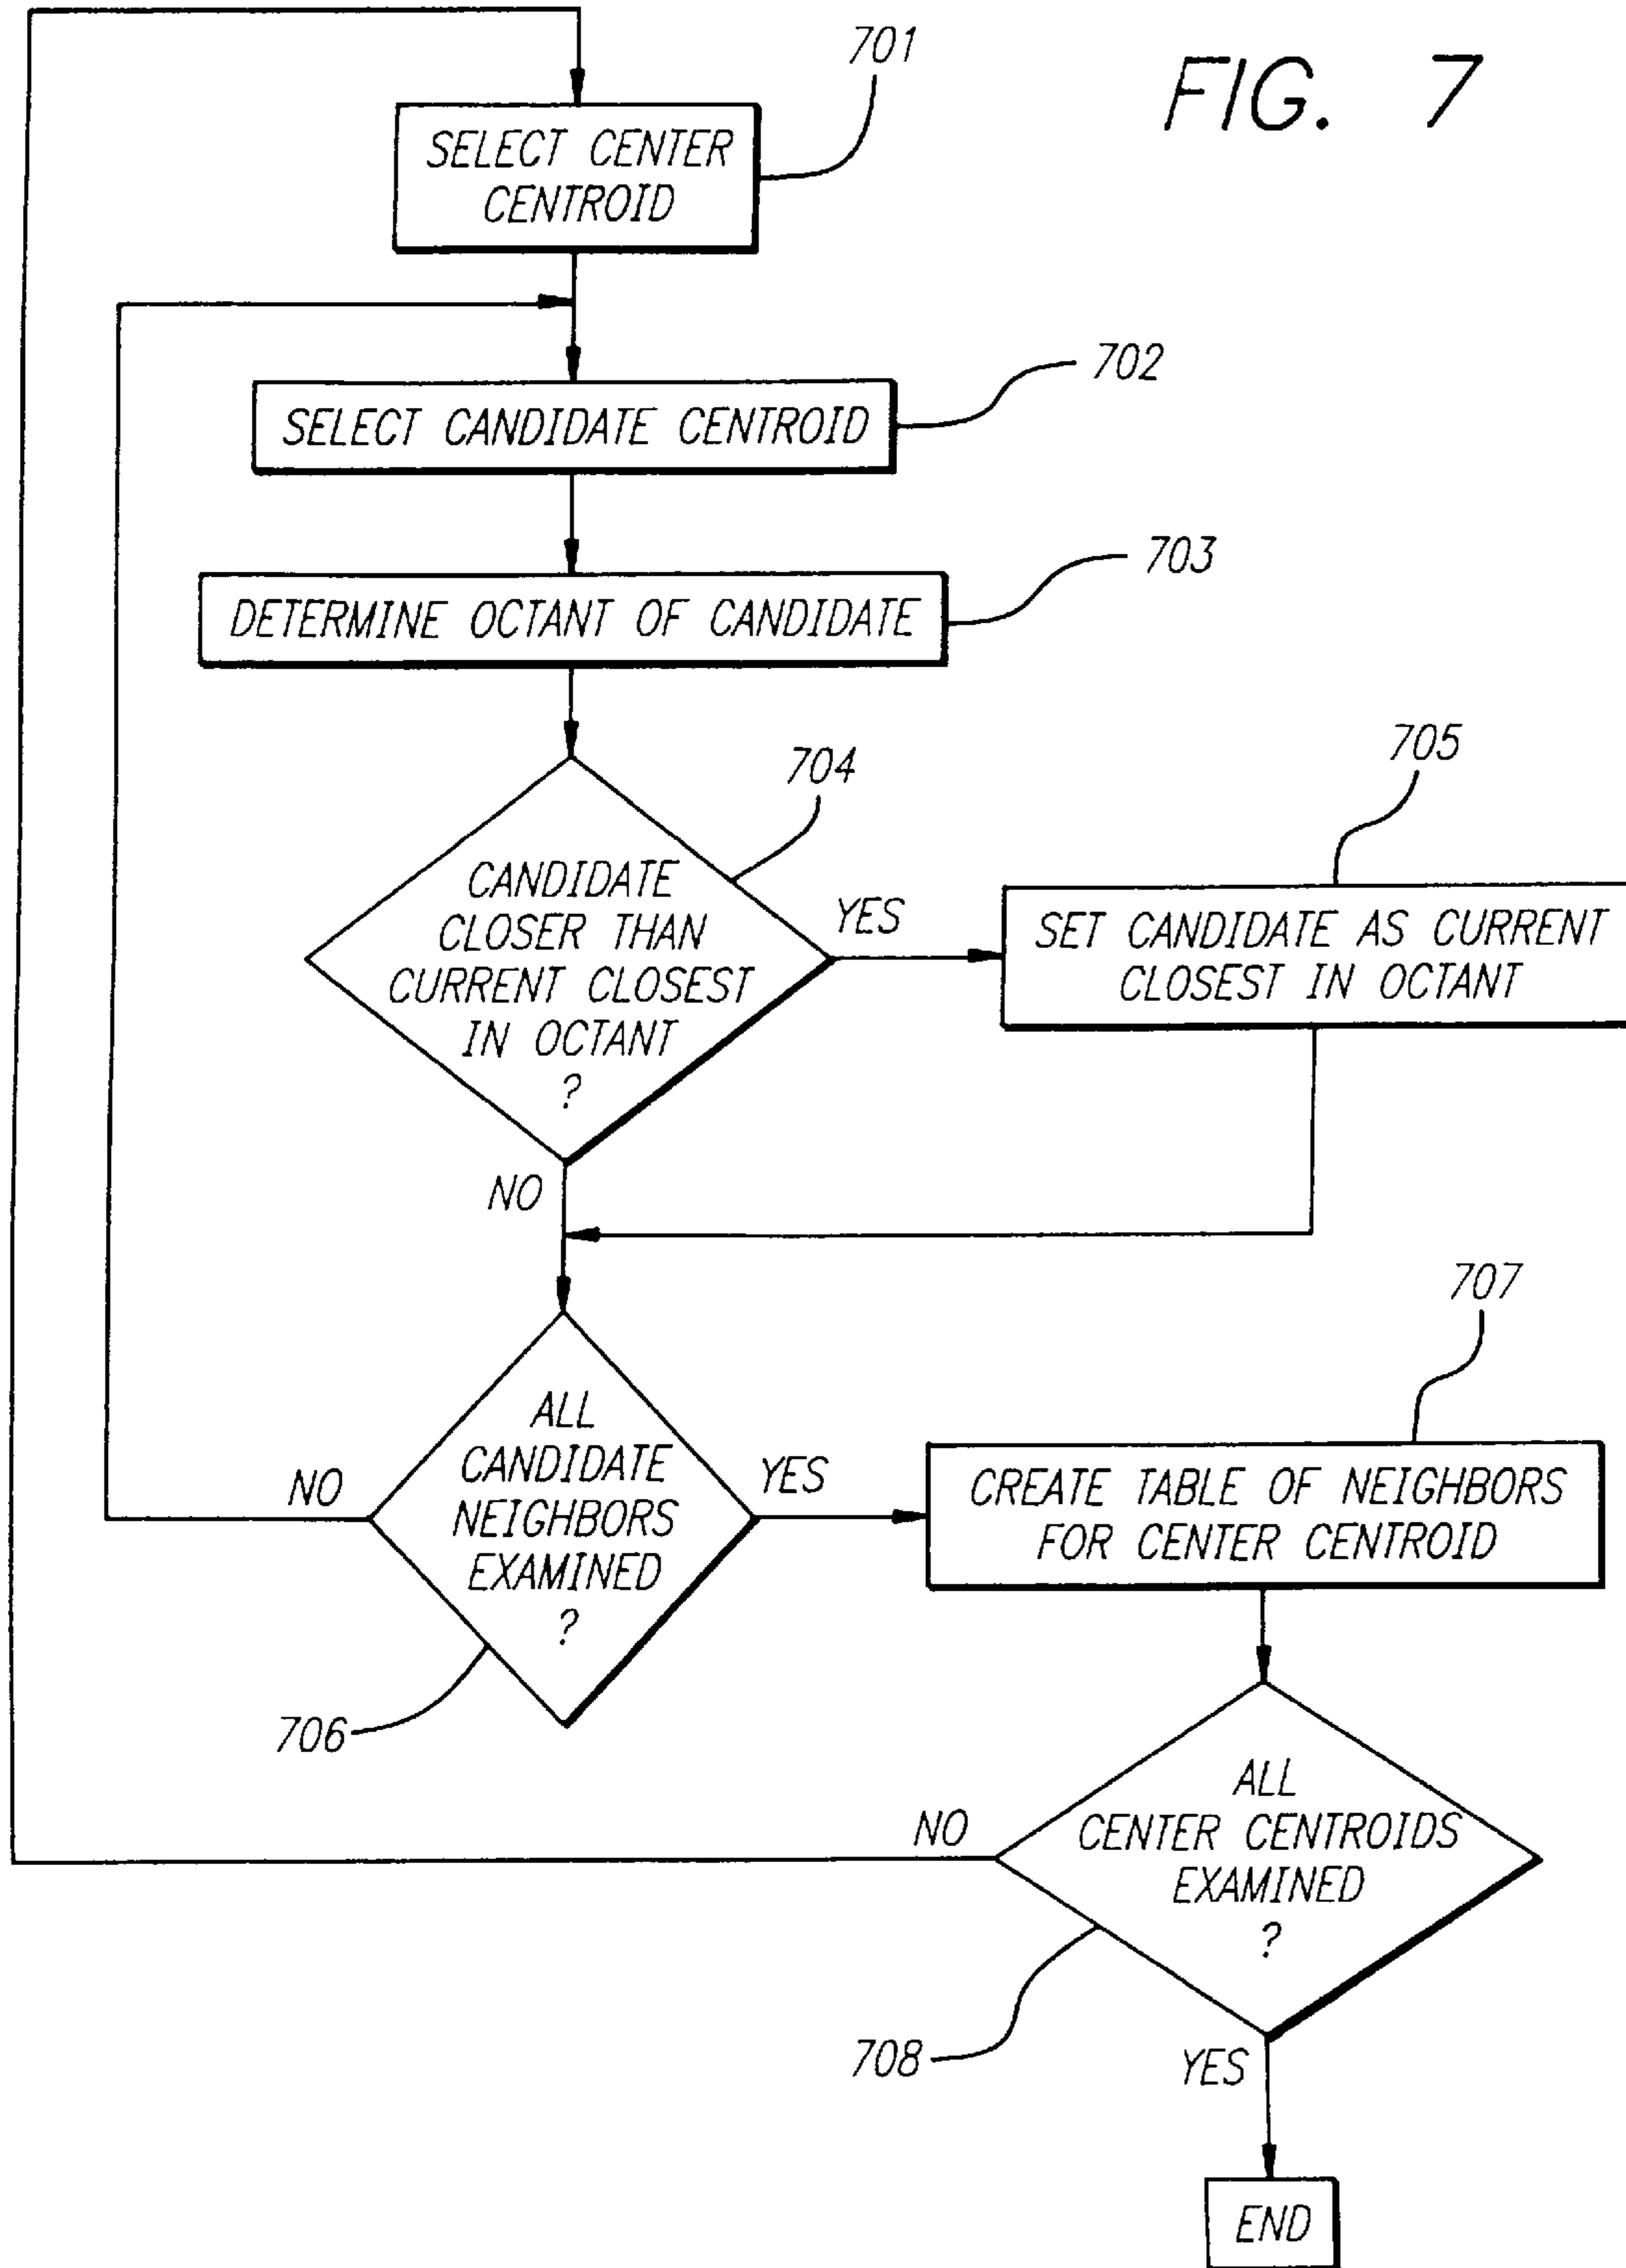 FIG. 7
701
SELECT CENTER
CENTROID
702
SELECT CANDIDATE CENTROID
703
DETERMINE OCTANT OF CANDIDATE
704
CANDIDATE
CLOSER THAN
CURRENT CLOSEST
IN OCTANT
?
YES
705
SET CANDIDATE AS CURRENT
CLOSEST IN OCTANT
NO
706
ALL
CANDIDATE
NEIGHBORS
EXAMINED
?
NO
YES
707
CREATE TABLE OF NEIGHBORS
FOR CENTER CENTROID
708
ALL
CENTER CENTROIDS
EXAMINED
?
NO
YES
END